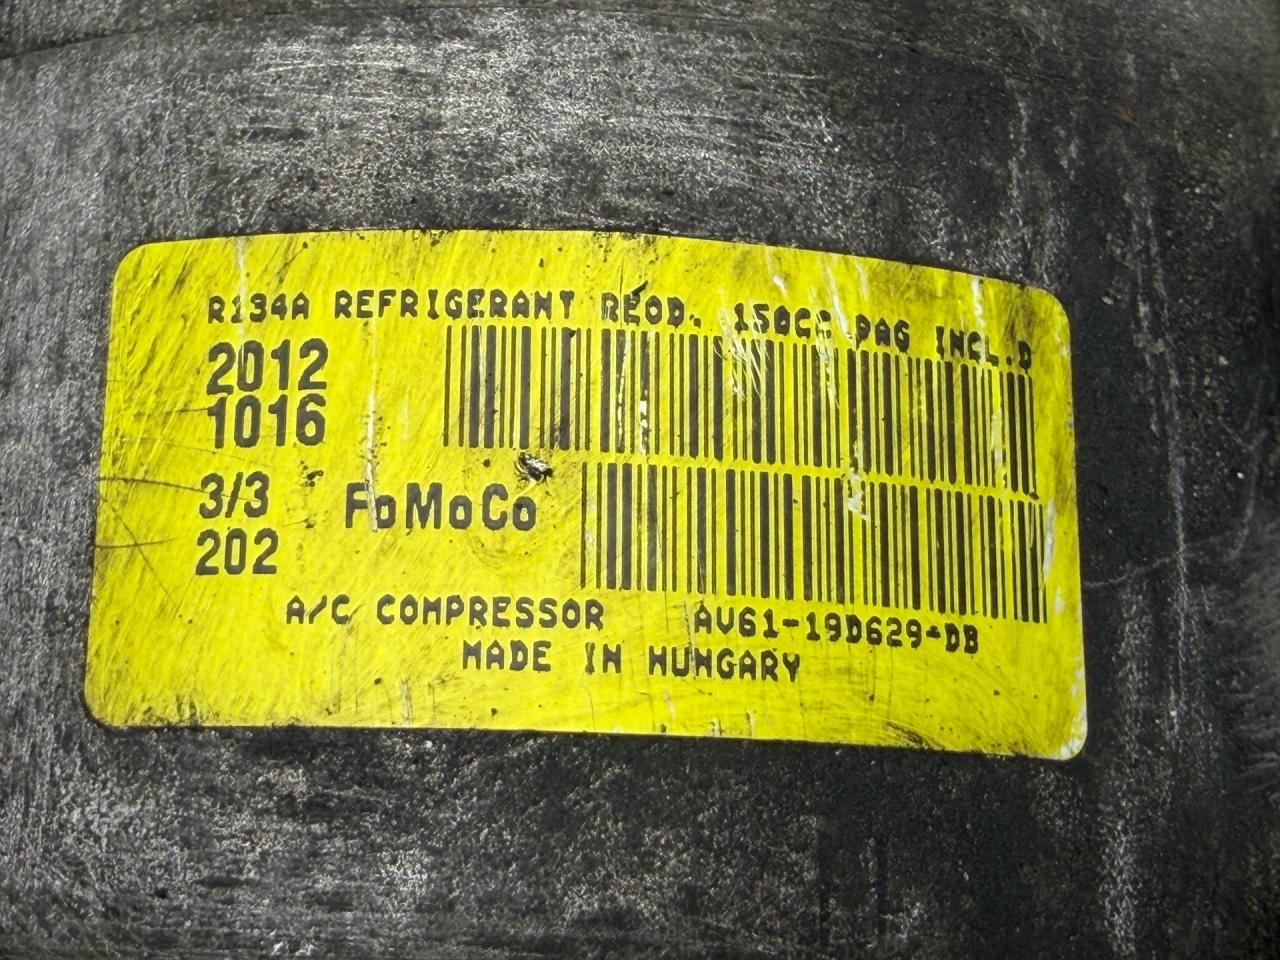 R134A REFRIGERANT REQD. 150CC PAG INCL.D
2012
1016
3/3
202
FoMoCo
A/C COMPRESSOR AV61-19D629-DB
MADE IN HUNGARY